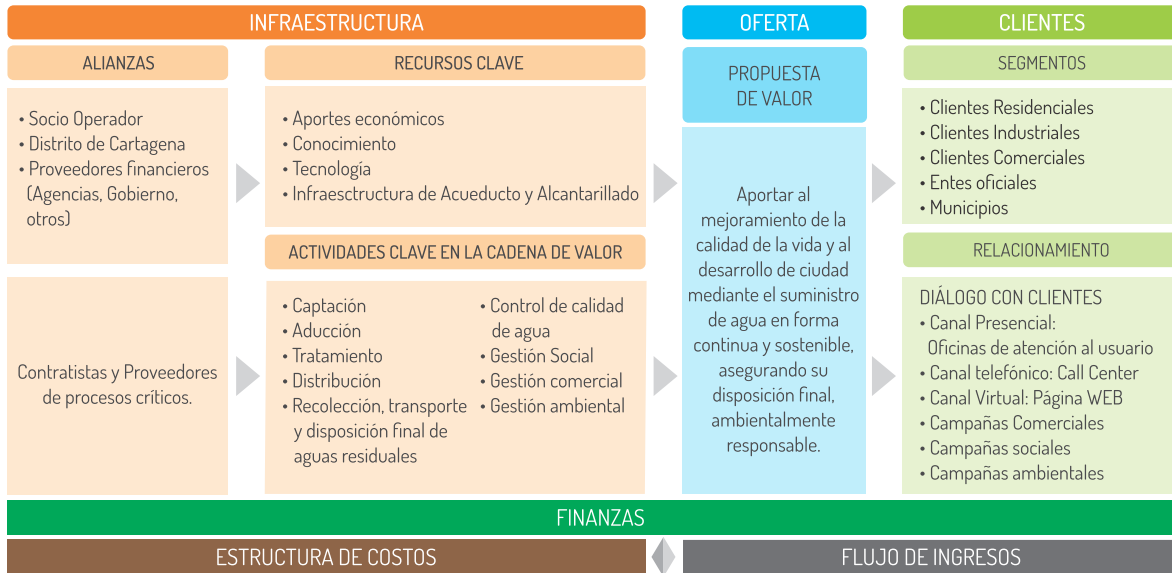 INFRAESTRUCTURA
ALIANZAS
• Socio Operador
• Distrito de Cartagena
• Proveedores financieros
(Agencias, Gobierno,
otros)
Contratistas y Proveedores
de procesos críticos.
RECURSOS CLAVE
• Aportes económicos
• Conocimiento
• Tecnología
• Infraesctructura de Acueducto y Alcantarillado
ACTIVIDADES CLAVE EN LA CADENA DE VALOR
• Captación
• Aducción
• Tratamiento
• Distribución
• Recolección, transporte
y disposición final de
aguas residuales
• Control de calidad
de agua
• Gestión Social
• Gestión comercial
• Gestión ambiental
OFERTA
PROPUESTA
DE VALOR
Aportar al
mejoramiento de la
calidad de la vida y al
desarrollo de ciudad
mediante el suministro
de agua en forma
continua y sostenible,
asegurando su
disposición final,
ambientalmente
responsable.
CLIENTES
SEGMENTOS
• Clientes Residenciales
• Clientes Industriales
• Clientes Comerciales
• Entes oficiales
• Municipios
RELACIONAMIENTO
DIÁLOGO CON CLIENTES
• Canal Presencial:
Oficinas de atención al usuario
• Canal telefónico: Call Center
• Canal Virtual: Página WEB
• Campañas Comerciales
• Campañas sociales
• Campañas ambientales
FINANZAS
ESTRUCTURA DE COSTOS
FLUJO DE INGRESOS